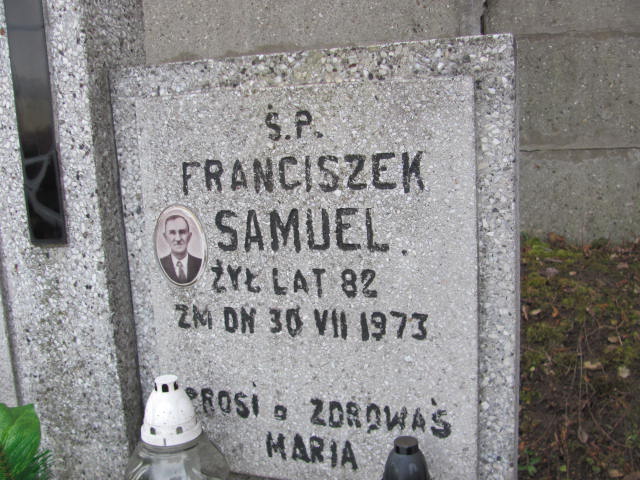 Ś.P.
FRANCISZEK
SAMUEL.
ŻYŁ LAT 82
ZM DN 30 VII 1973
PROSI o ZDROWAŚ
MARIA